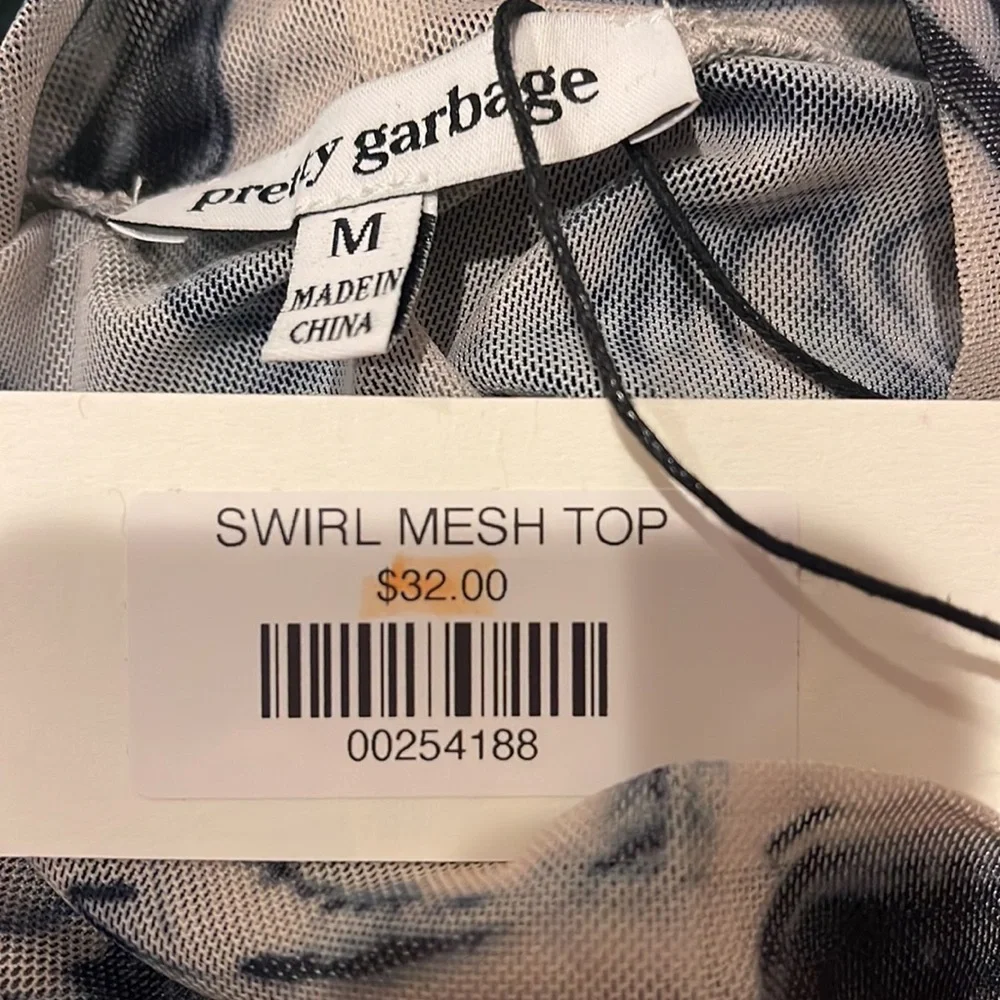 pretty garbage
M
MADE IN
CHINA
SWIRL MESH TOP
$32.00
00254188